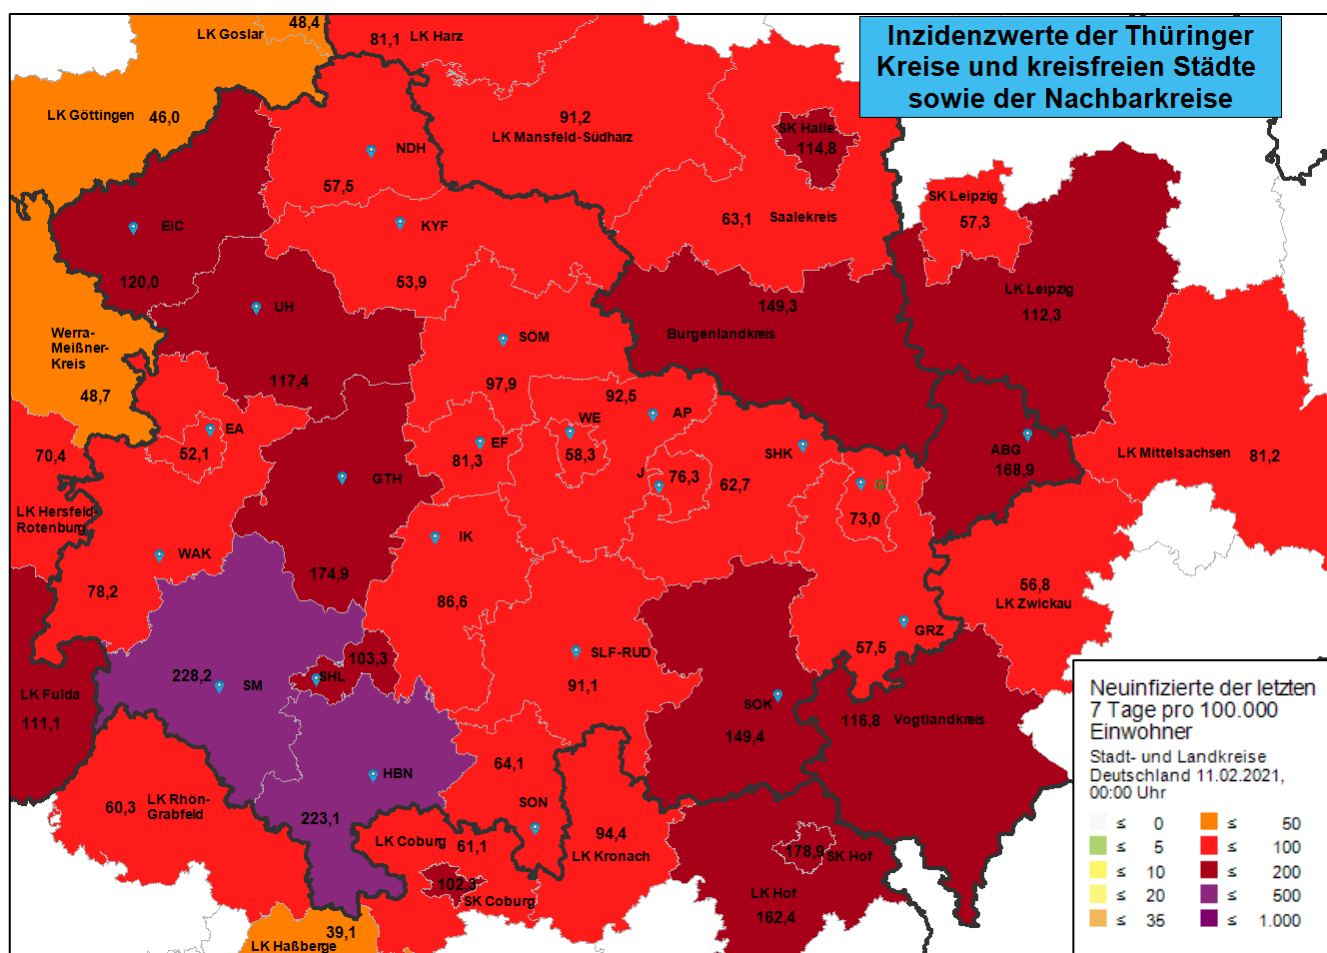 Inzidenzwerte der Thüringer
Kreise und kreisfreien Städte
sowie der Nachbarkreise
48,4
LK Goslar
LK Harz
81,1
LK Göttingen
46,0
91,2
LK Mansfeld-Südharz
SK Halle
114,8
NDH
57,5
SK Leipzig
57,3
63,1
Saalekreis
EIC
120,0
KYF
53,9
LK Leipzig
112,3
149,3
Burgenlandkreis
UH
117,4
Werra-
Meißner-
Kreis
48,7
SÖM
97,9
92,5
AP
WE
58,3
EA
52,1
EF
81,3
70,4
LK Hersfeld-
Rotenburg
GTH
174,9
J
76,3
62,7
SHK
G
73,0
ABG
168,9
LK Mittelsachsen
81,2
WAK
78,2
IK
86,6
56,8
LK Zwickau
GRZ
57,5
SLF-RUD
91,1
103,3
SHL
228,2
SM
LK Fulda
111,1
SOK
149,4
116,8
Vogtlandkreis
HBN
223,1
64,1
SON
60,3
LK Rhön-
Grabfeld
LK Coburg
61,1
94,4
LK Kronach
102,3
SK Coburg
178,9
SK Hof
LK Hof
162,4
39,1
LK Haßberge
Neuinfizierte der letzten
7 Tage pro 100.000
Einwohner
Stadt- und Landkreise
Deutschland 11.02.2021,
00:00 Uhr
≤ 0 ≤ 50
≤ 5 ≤ 100
≤ 10 ≤ 200
≤ 20 ≤ 500
≤ 35 ≤ 1.000